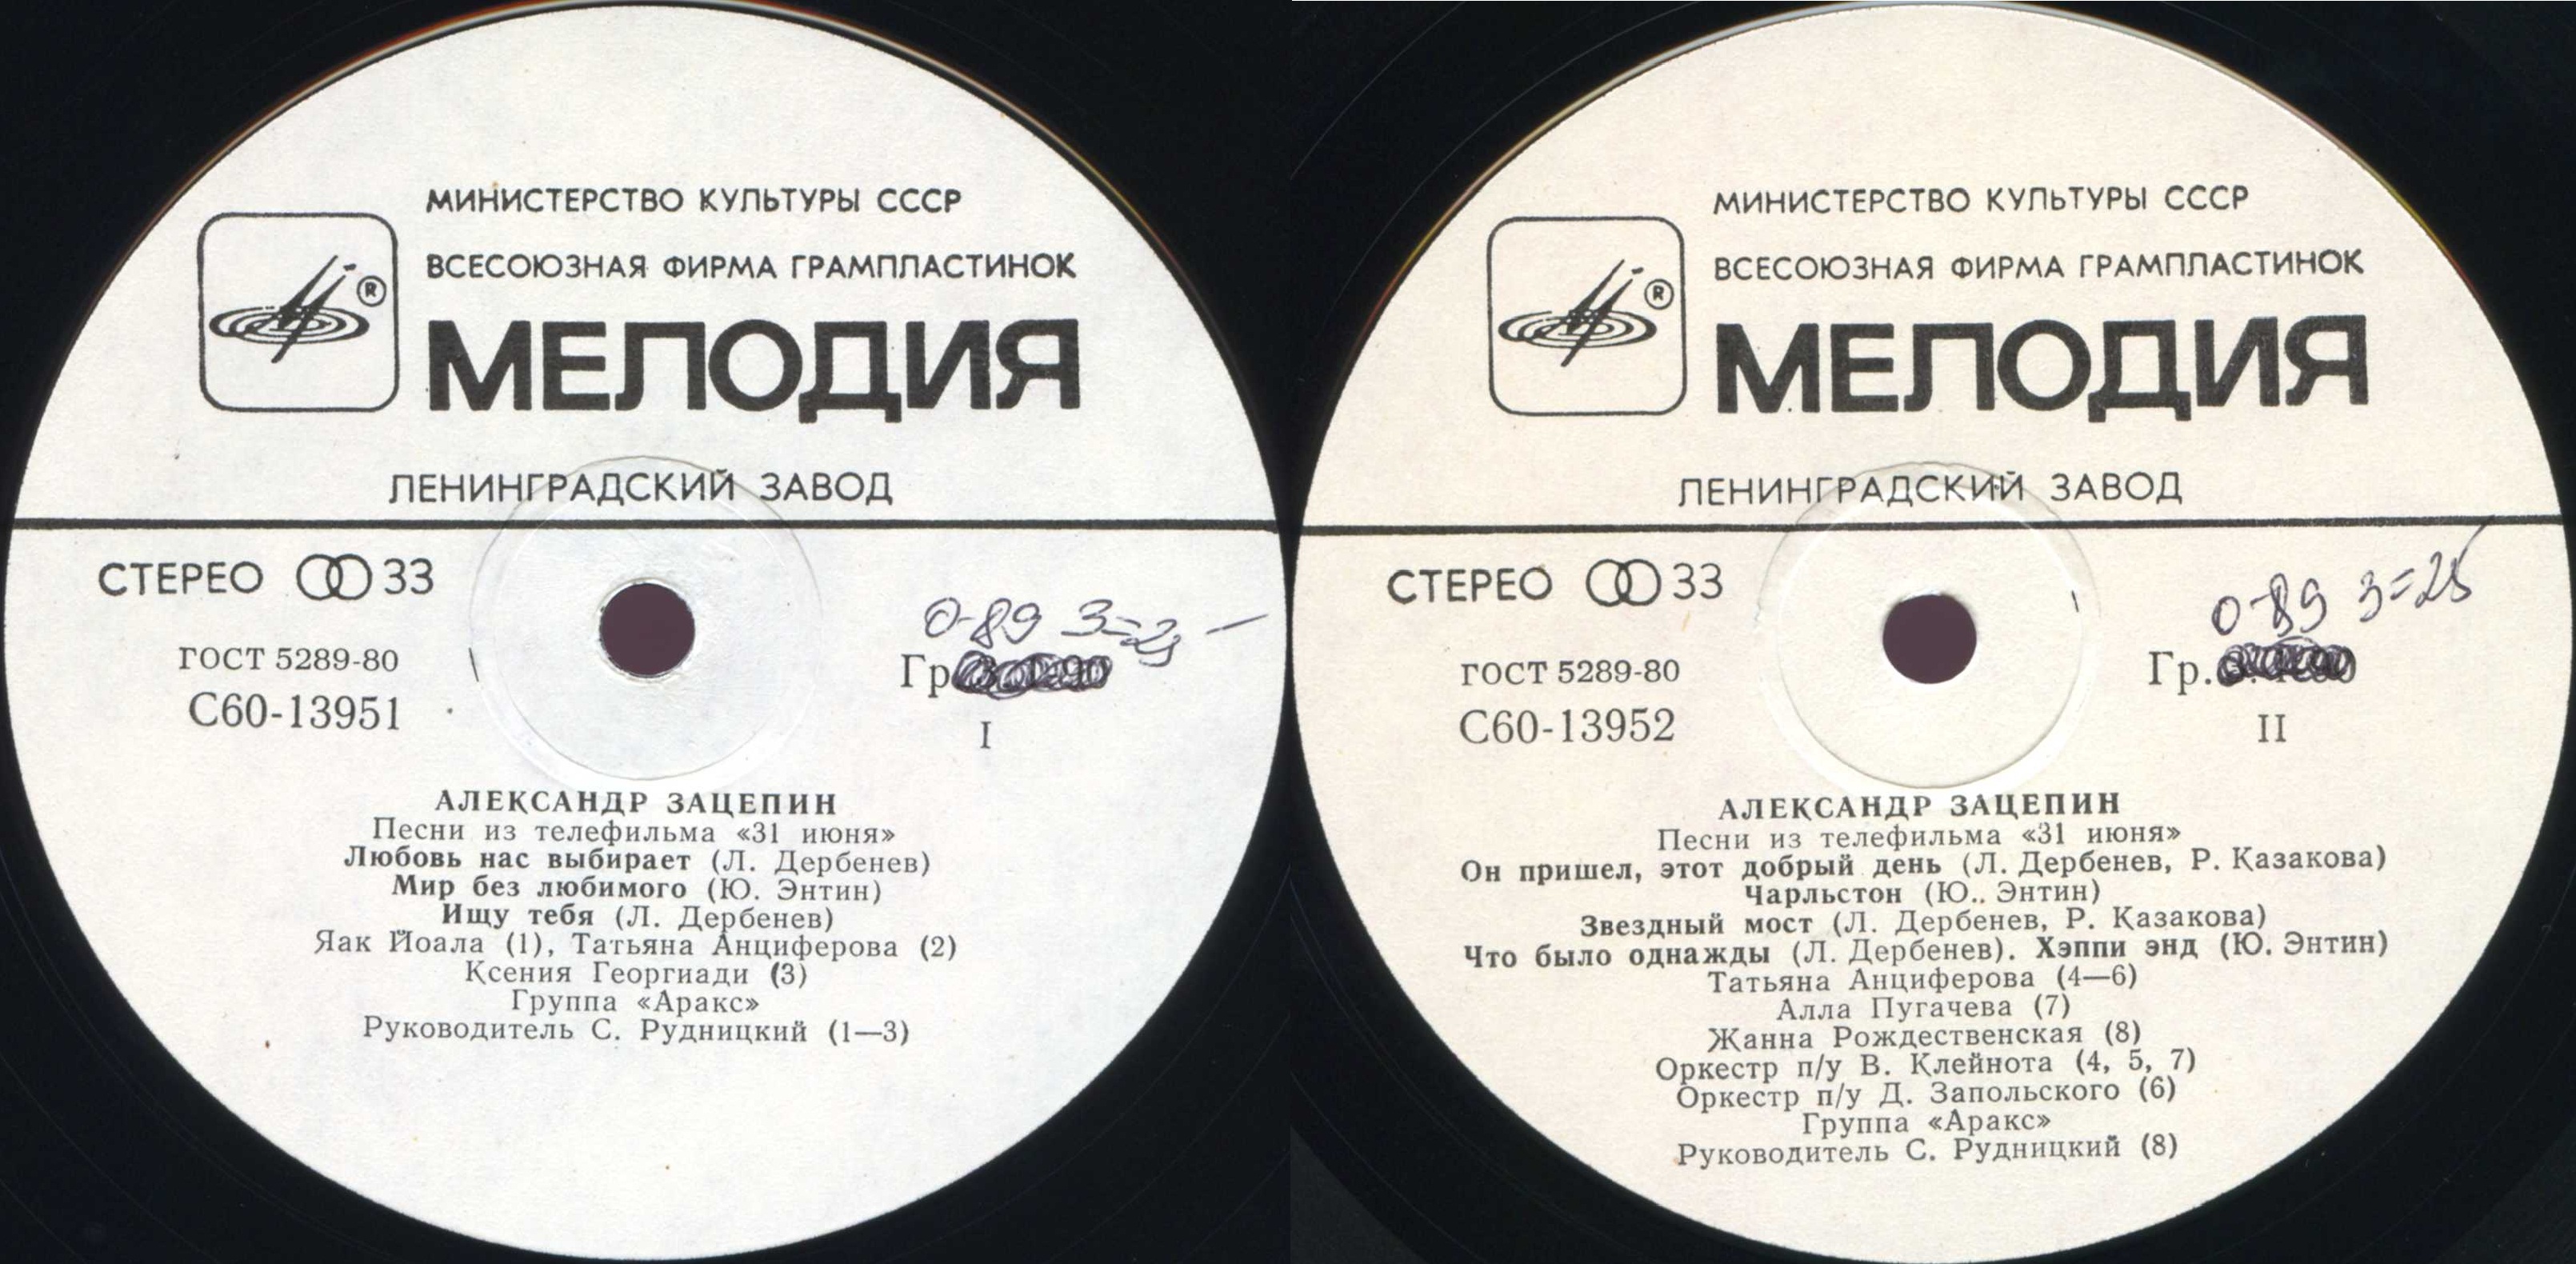 МИНИСТЕРСТВО КУЛЬТУРЫ СССР
ВСЕСОЮЗНАЯ ФИРМА ГРАМПЛАСТИНОК
®
МЕЛОДИЯ
ЛЕНИНГРАДСКИЙ ЗАВОД
СТЕРЕО 33
0-89 3=25
ГОСТ 5289-80
Гр.
С60-13951
I
АЛЕКСАНДР ЗАЦЕПИН
Песни из телефильма «31 июня»
Любовь нас выбирает (Л. Дербенев)
Мир без любимого (Ю. Энтин)
Ищу тебя (Л. Дербенев)
Яак Йоала (1), Татьяна Анциферова (2)
Ксения Георгиади (3)
Группа «Аракс»
Руководитель С. Рудницкий (1—3)
МИНИСТЕРСТВО КУЛЬТУРЫ СССР
ВСЕСОЮЗНАЯ ФИРМА ГРАМПЛАСТИНОК
®
МЕЛОДИЯ
ЛЕНИНГРАДСКИЙ ЗАВОД
СТЕРЕО 33
0-89 3=25
ГОСТ 5289-80
Гр.
С60-13952
II
АЛЕКСАНДР ЗАЦЕПИН
Песни из телефильма «31 июня»
Он пришел, этот добрый день (Л. Дербенев, Р. Казакова)
Чарльстон (Ю.. Энтин)
Звездный мост (Л. Дербенев, Р. Казакова)
Что было однажды (Л. Дербенев). Хэппи энд (Ю. Энтин)
Татьяна Анциферова (4—6)
Алла Пугачева (7)
Жанна Рождественская (8)
Оркестр п/у В. Клейнота (4, 5, 7)
Оркестр п/у Д. Запольского (6)
Группа «Аракс»
Руководитель С. Рудницкий (8)